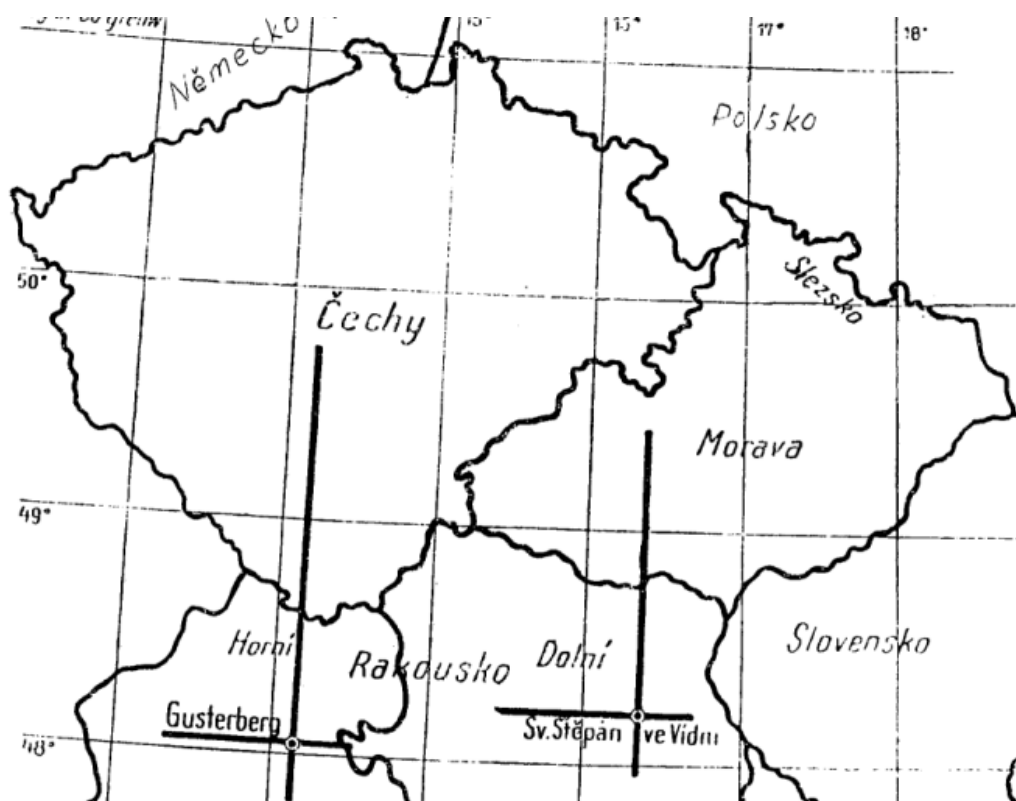 Německo
17°
18°
Polsko
50°
Slezsko
Čechy
Morava
49°
Horní
Rakousko
Dolní
Slovensko
Gusterberg
Sv. Štěpán ve Vídni
48°